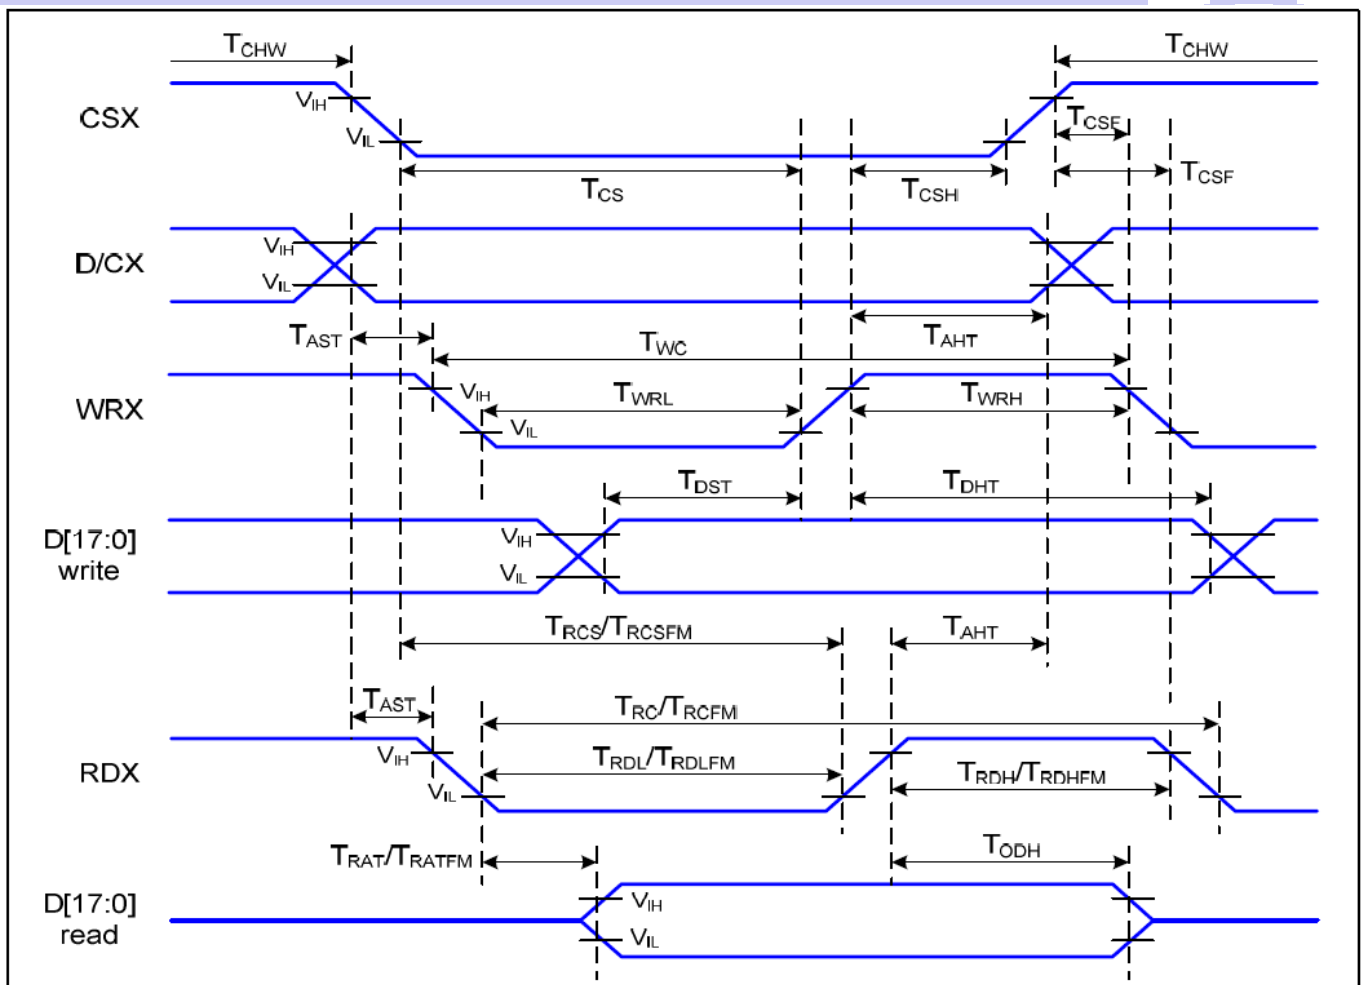 TCHW TCHW
VIH
CSX
TCSF
VIL
TCS TCSH TCSF
VIH
D/CX
VIL
TAST TWC TAHT
VIH
WRX TWRL TWRH
VIL
TDST TDHT
D[17:0]
write
VIH
VIL
TRCS/TRCSFM TAHT
TAST TRC/TRCFM
VIH
RDX TRDL/TRDLFM TRDH/TRDHFM
VIL
TRAT/TRATFM TODH
D[17:0]
read
VIH
VIL